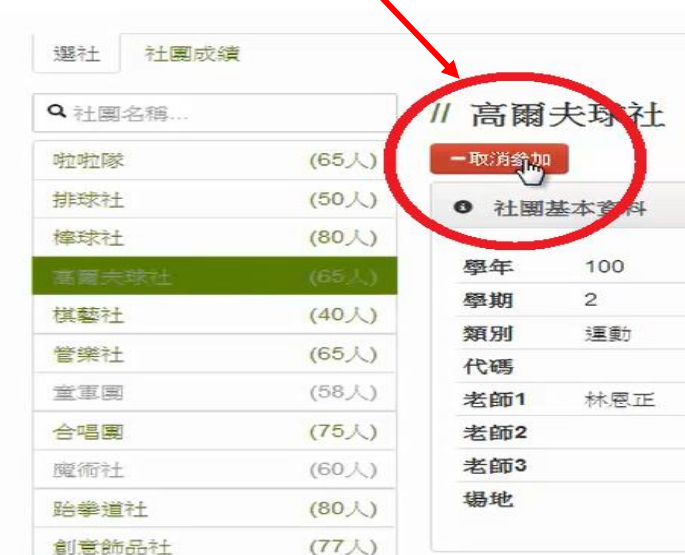 選社 社團成績
社團名稱...
啦啦隊 (65人)
排球社 (50人)
棒球社 (80人)
高爾夫球社 (65人)
棋藝社 (40人)
管樂社 (65人)
童軍團 (58人)
合唱團 (75人)
魔術社 (60人)
跆拳道社 (80人)
創意飾品社 (77人)
// 高爾夫球社
取消參加
社團基本資料
學年 100
學期 2
類別 運動
代碼
老師1 林恩正
老師2
老師3
場地